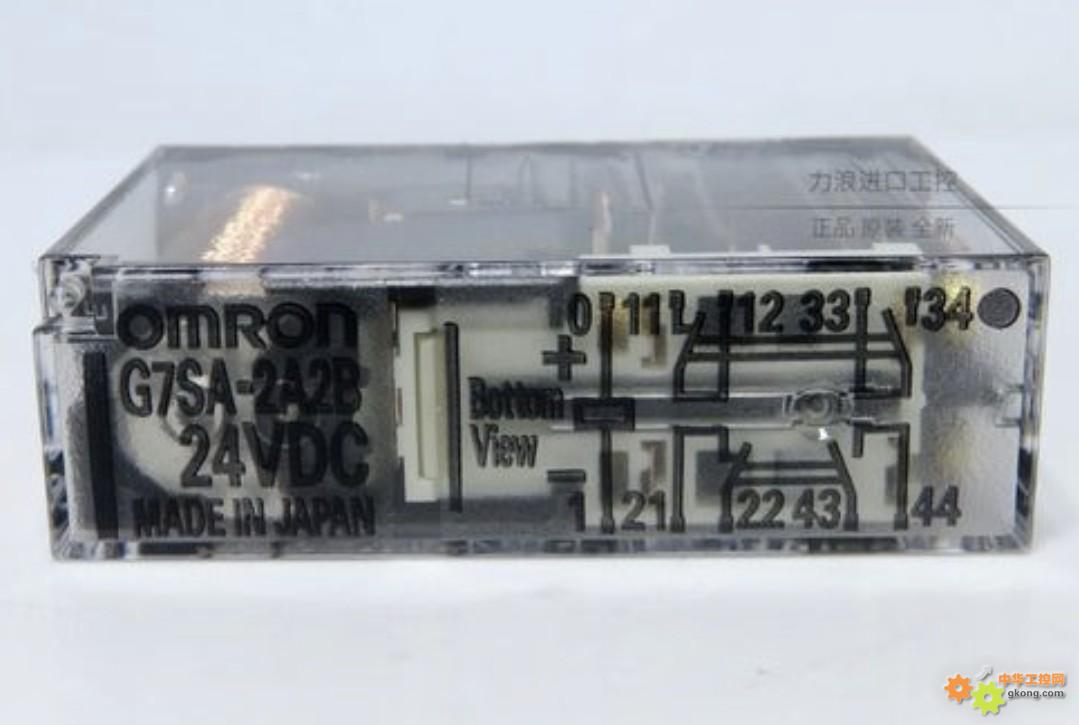 力浪进口工控
正品 原装 全新
omron
G7SA-2A2B
24VDC
MADE IN JAPAN
Bottom
View
0 11 12 33 34
+
−
1 21 22 43 44
中华工控网
gkong.com